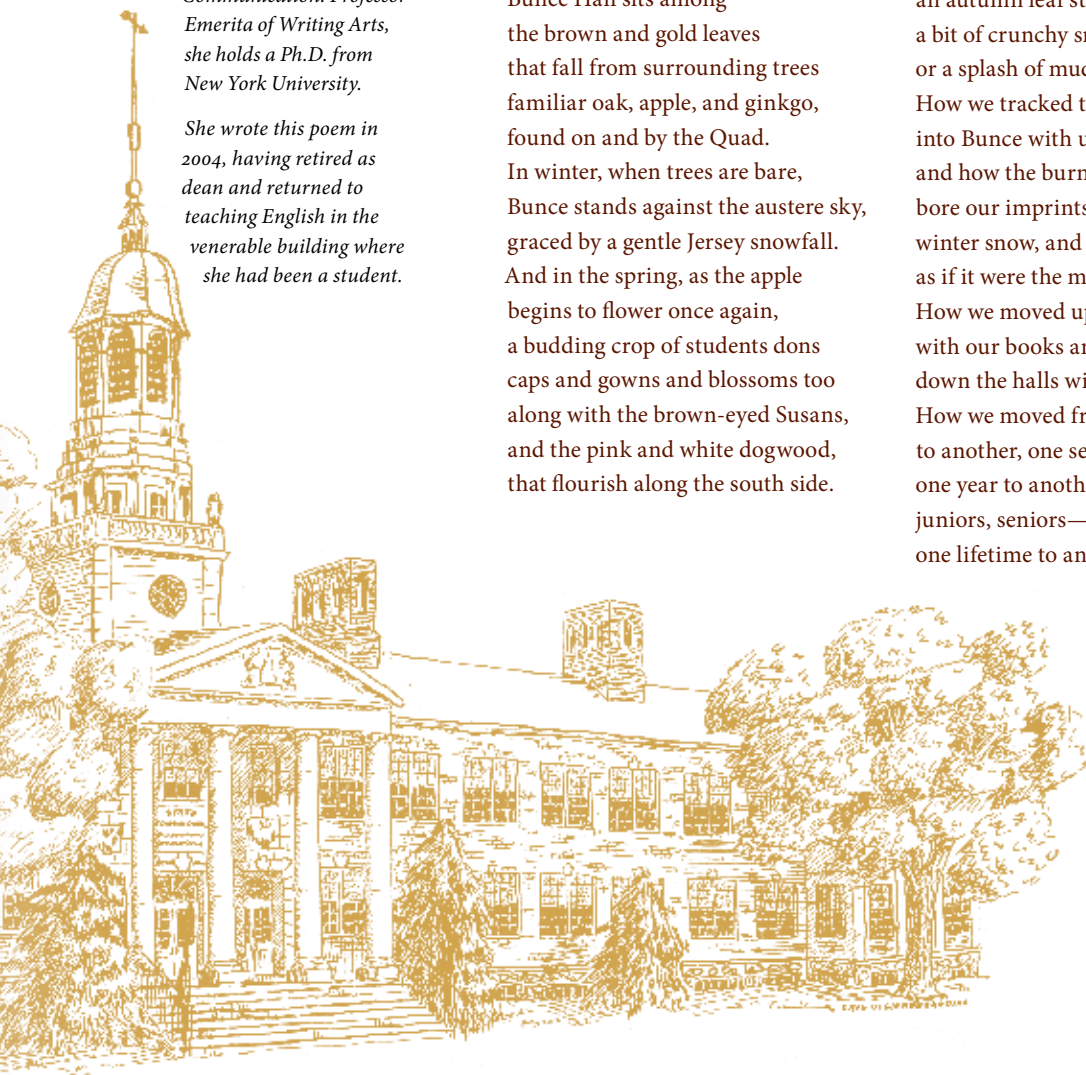 Emerita of Writing Arts,
she holds a Ph.D. from
New York University.
She wrote this poem in
2004, having retired as
dean and returned to
teaching English in the
venerable building where
she had been a student.
Bunce Hall sits among
the brown and gold leaves
that fall from surrounding trees
familiar oak, apple, and ginkgo,
found on and by the Quad.
In winter, when trees are bare,
Bunce stands against the austere sky,
graced by a gentle Jersey snowfall.
And in the spring, as the apple
begins to flower once again,
a budding crop of students dons
caps and gowns and blossoms too
along with the brown-eyed Susans,
and the pink and white dogwood,
that flourish along the south side.
an autumn leaf
a bit of crunchy
or a splash of
How we tracked
into Bunce with
and how the
bore our imprints
winter snow, and
as if it were the
How we moved
with our books
down the halls
How we moved
to another, one
one year to
juniors, seniors—
one lifetime to